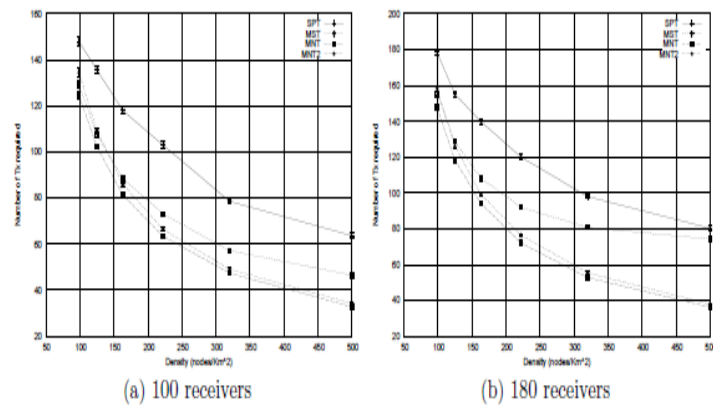 160
140
120
100
80
60
40
20
50 100 150 200 250 300 350 400 450 500
Number of Tx required
Density (nodes/Km^2)
SPT
MST
MNT
MNT2
(a) 100 receivers
200
180
160
140
120
100
80
60
40
20
50 100 150 200 250 300 350 400 450 500
Number of Tx required
Density (nodes/Km^2)
SPT
MST
MNT
MNT2
(b) 180 receivers